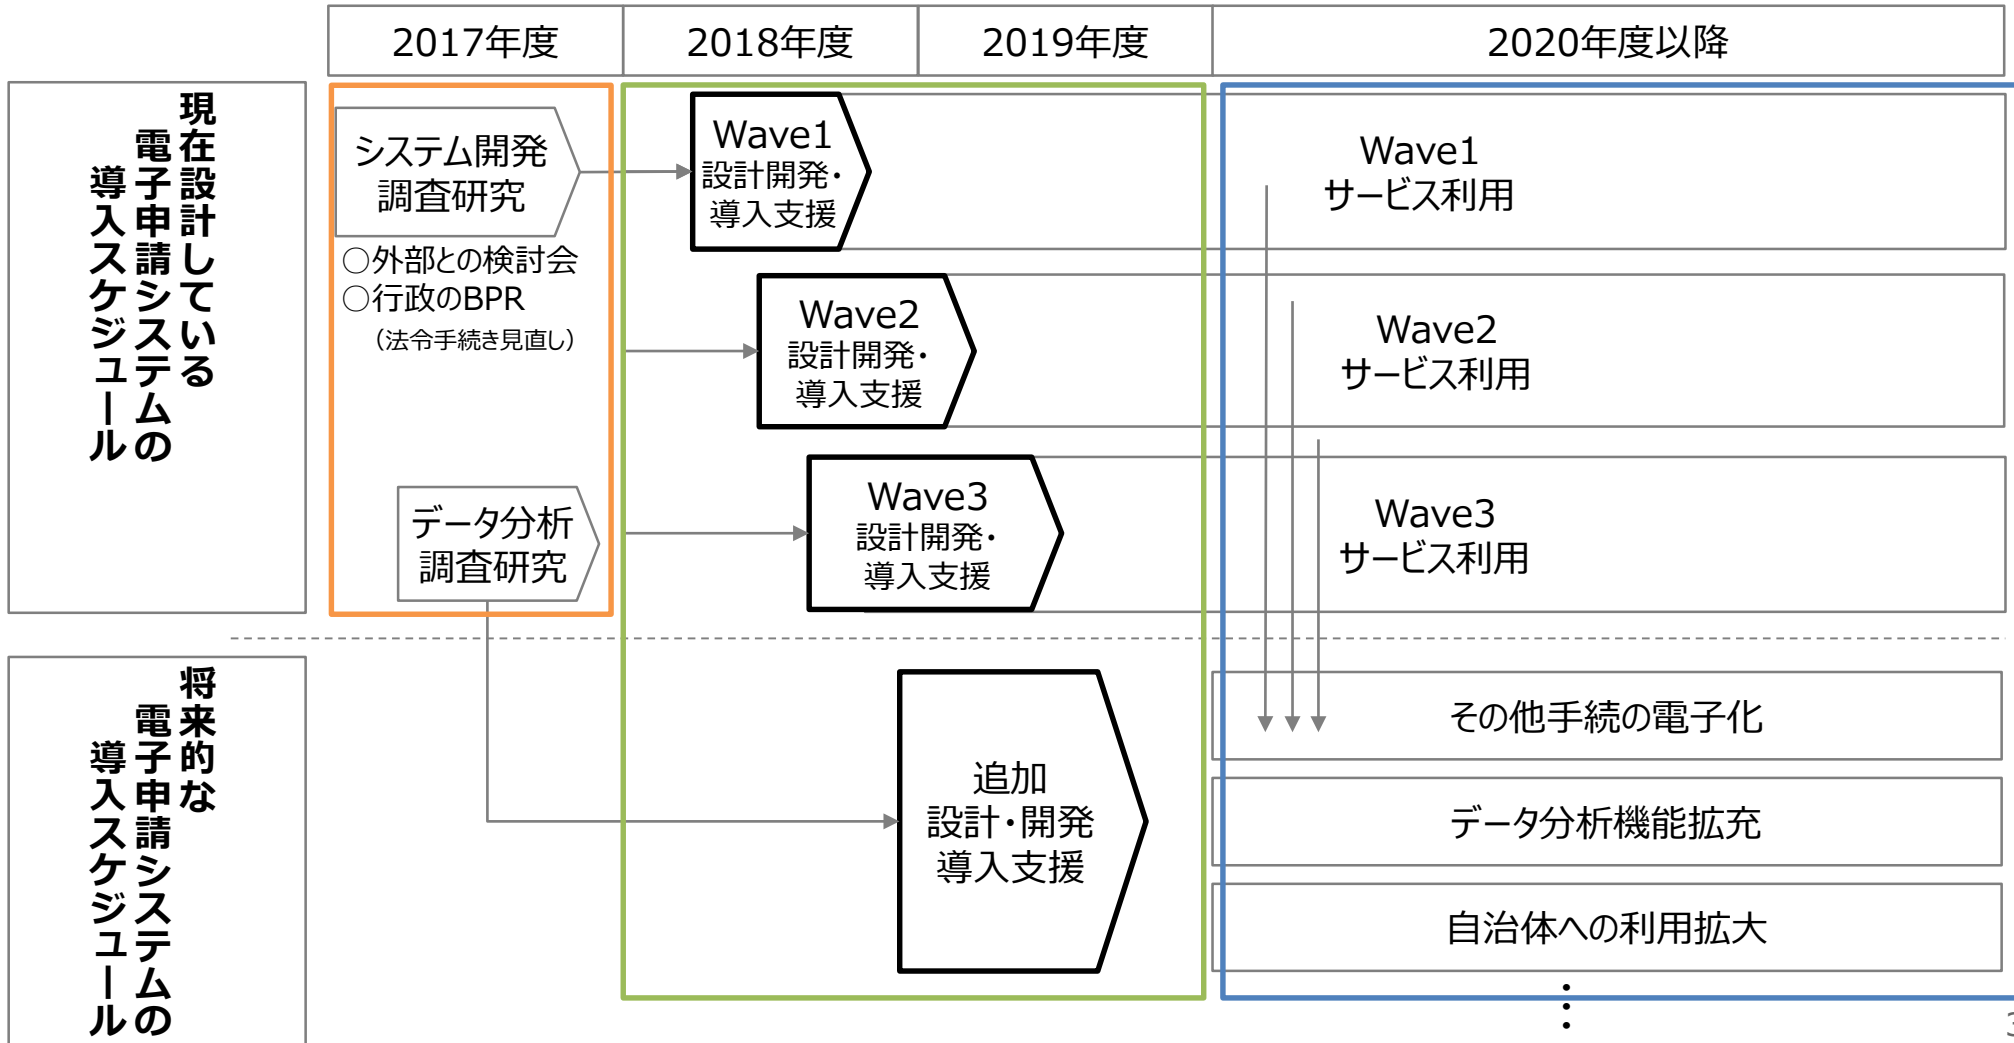 2017年度
2018年度
2019年度
2020年度以降
現在設計している
電子申請システムの
導入スケジュール
システム開発
調査研究
○外部との検討会
○行政のBPR
（法令手続き見直し）
データ分析
調査研究
Wave1
設計開発・
導入支援
Wave1
サービス利用
Wave2
設計開発・
導入支援
Wave2
サービス利用
Wave3
設計開発・
導入支援
Wave3
サービス利用
将来的な
電子申請システムの
導入スケジュール
追加
設計・開発
導入支援
その他手続の電子化
データ分析機能拡充
自治体への利用拡大
⋮